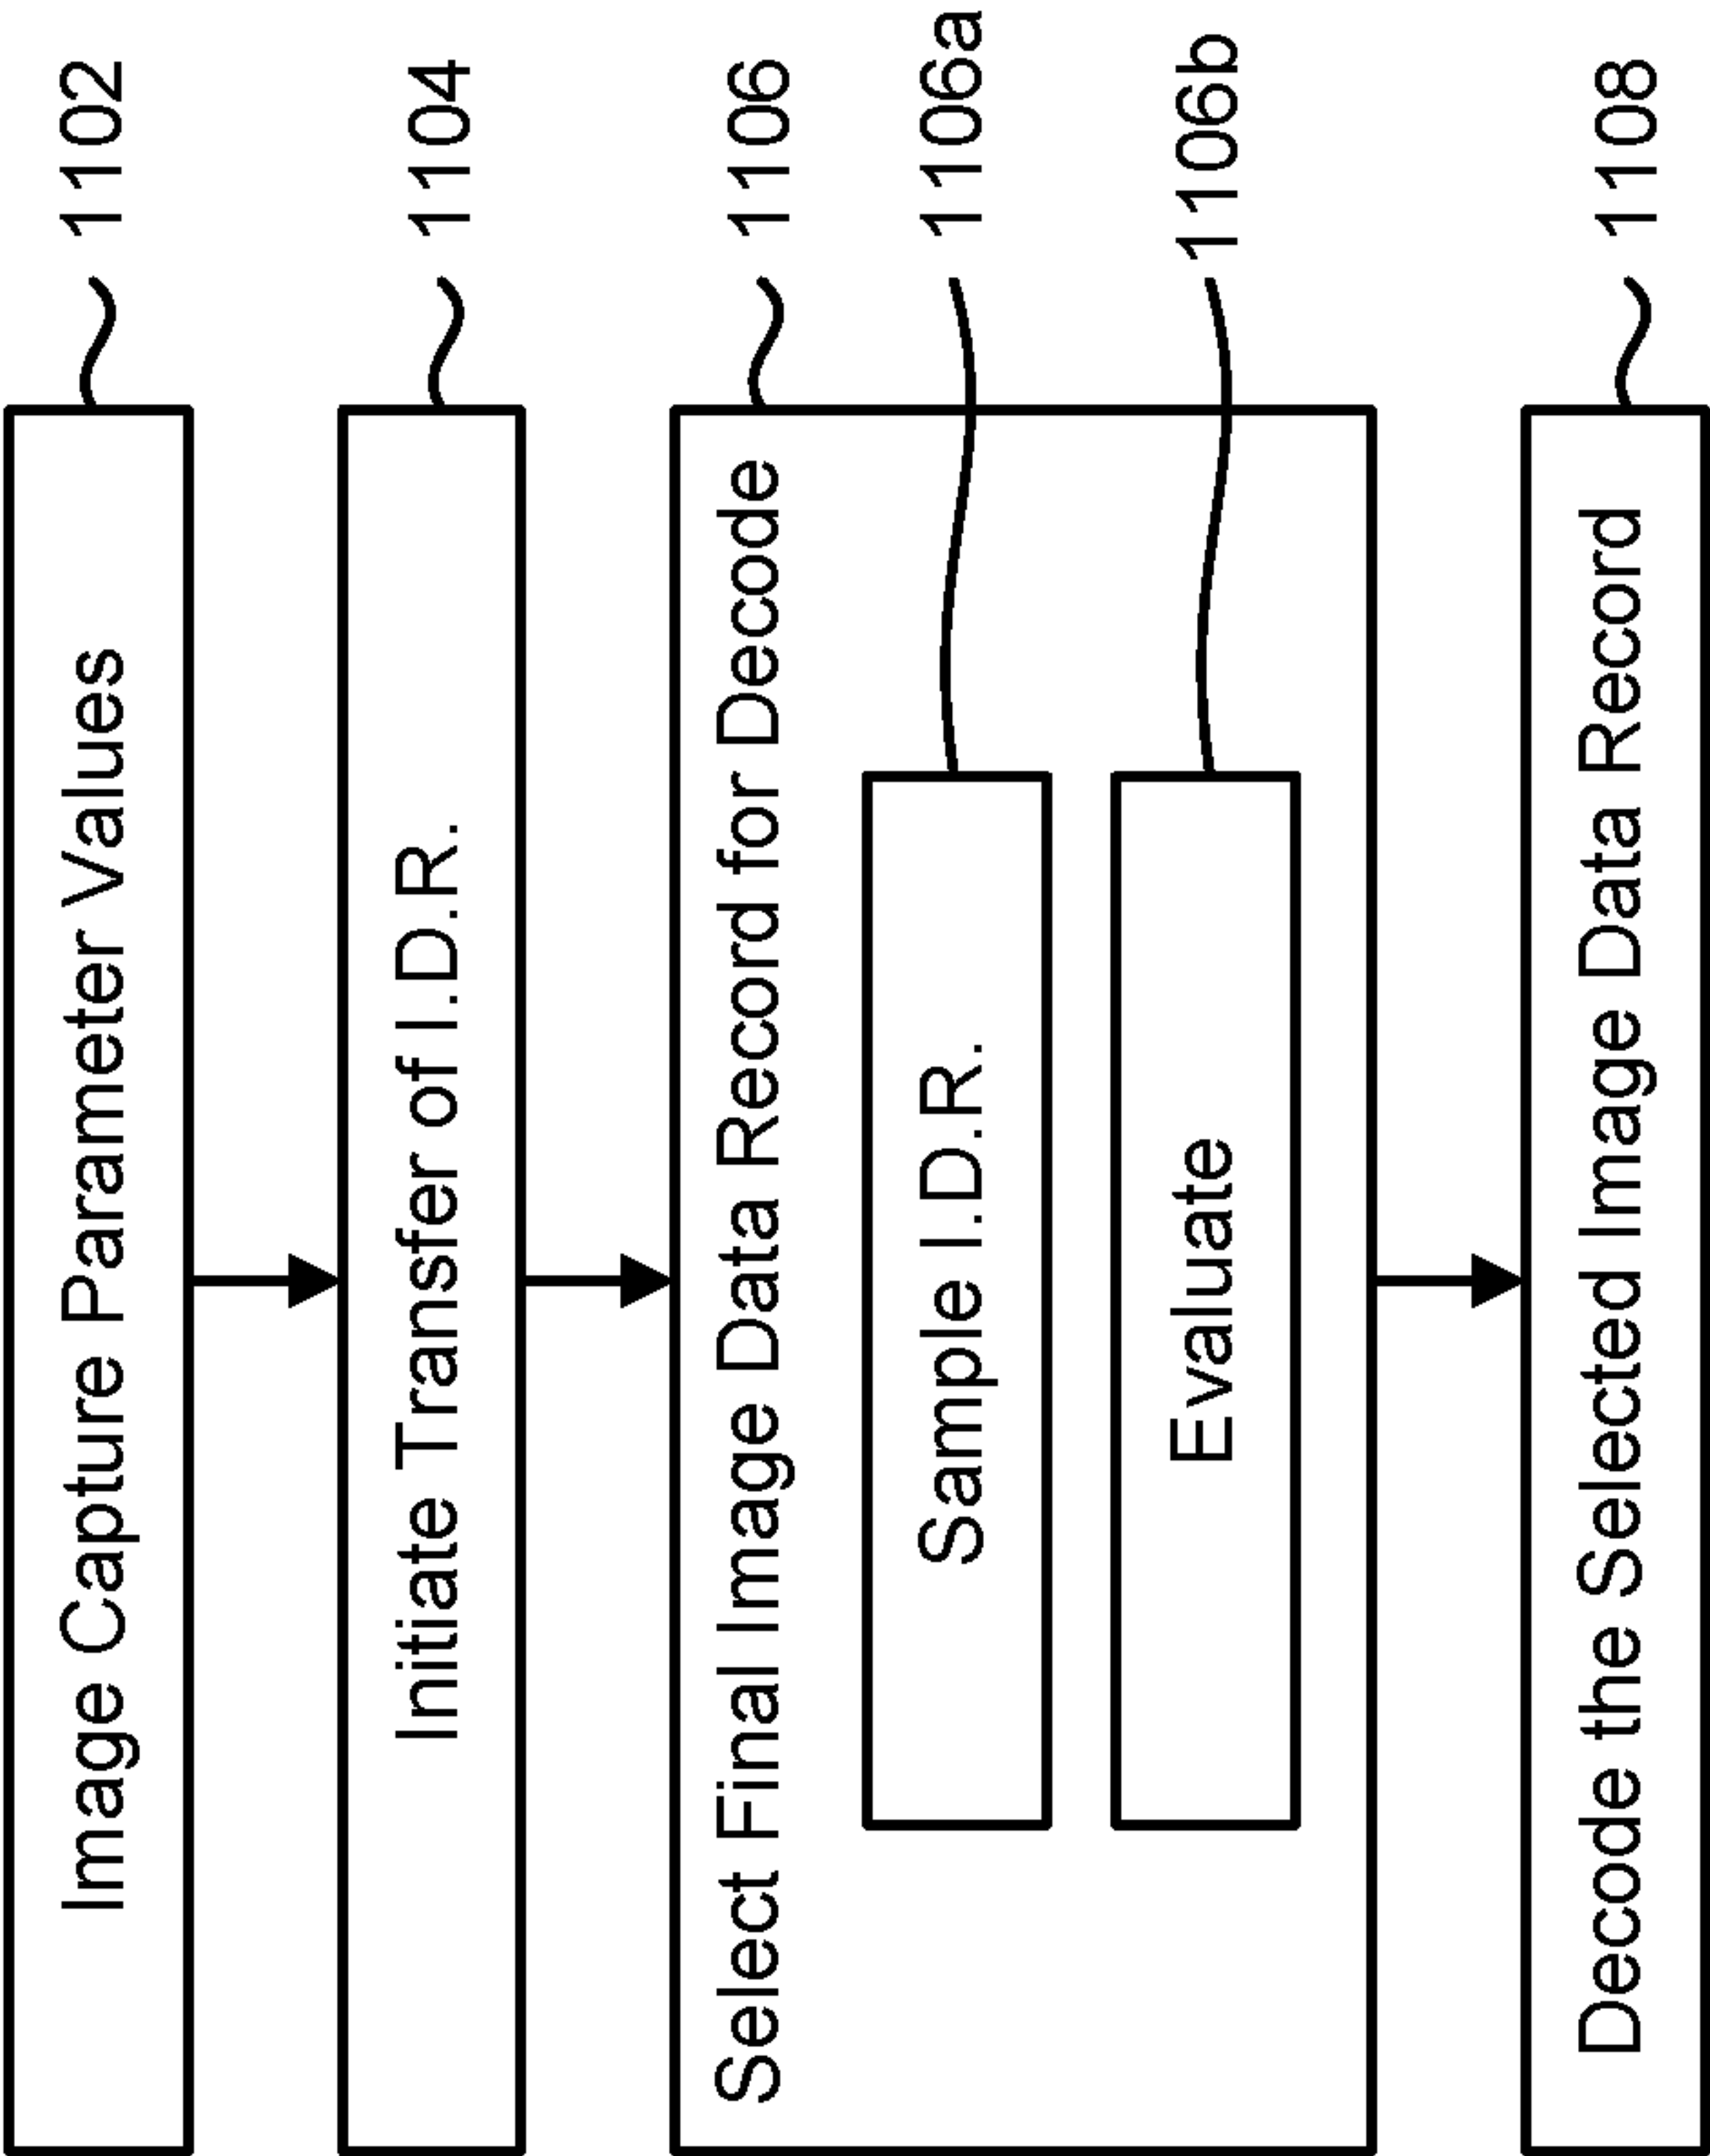 Image Capture Parameter Values
1102
Initiate Transfer of I.D.R.
1104
Select Final Image Data Record for Decode
1106
Sample I.D.R.
1106a
Evaluate
1106b
Decode the Selected Image Data Record
1108